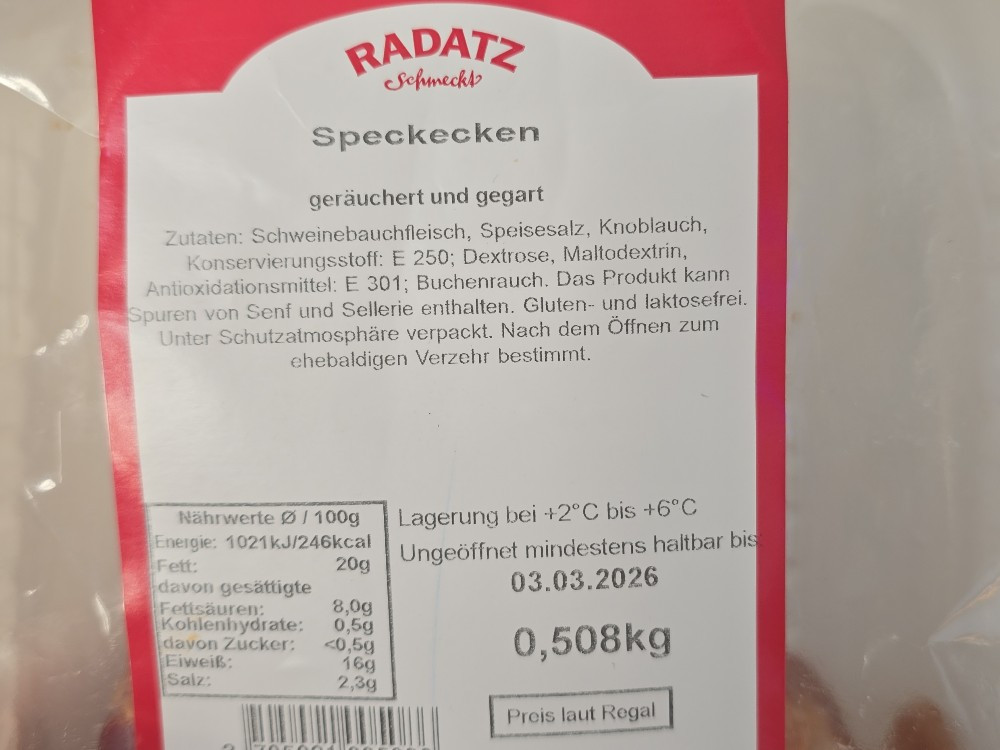 RADATZ
Schmeckt
Speckecken
geräuchert und gegart
Zutaten: Schweinebauchfleisch, Speisesalz, Knoblauch,
Konservierungsstoff: E 250; Dextrose, Maltodextrin,
Antioxidationsmittel: E 301; Buchenrauch. Das Produkt kann
Spuren von Senf und Sellerie enthalten. Gluten- und laktosefrei.
Unter Schutzatmosphäre verpackt. Nach dem Öffnen zum
ehebaldigen Verzehr bestimmt.
Nährwerte Ø / 100g
Energie: 1021kJ/246kcal
Fett: 20g
davon gesättigte
Fettsäuren: 8,0g
Kohlenhydrate: 0,5g
davon Zucker: <0,5g
Eiweiß: 16g
Salz: 2,3g
Lagerung bei +2°C bis +6°C
Ungeöffnet mindestens haltbar bis:
03.03.2026
0,508kg
Preis laut Regal